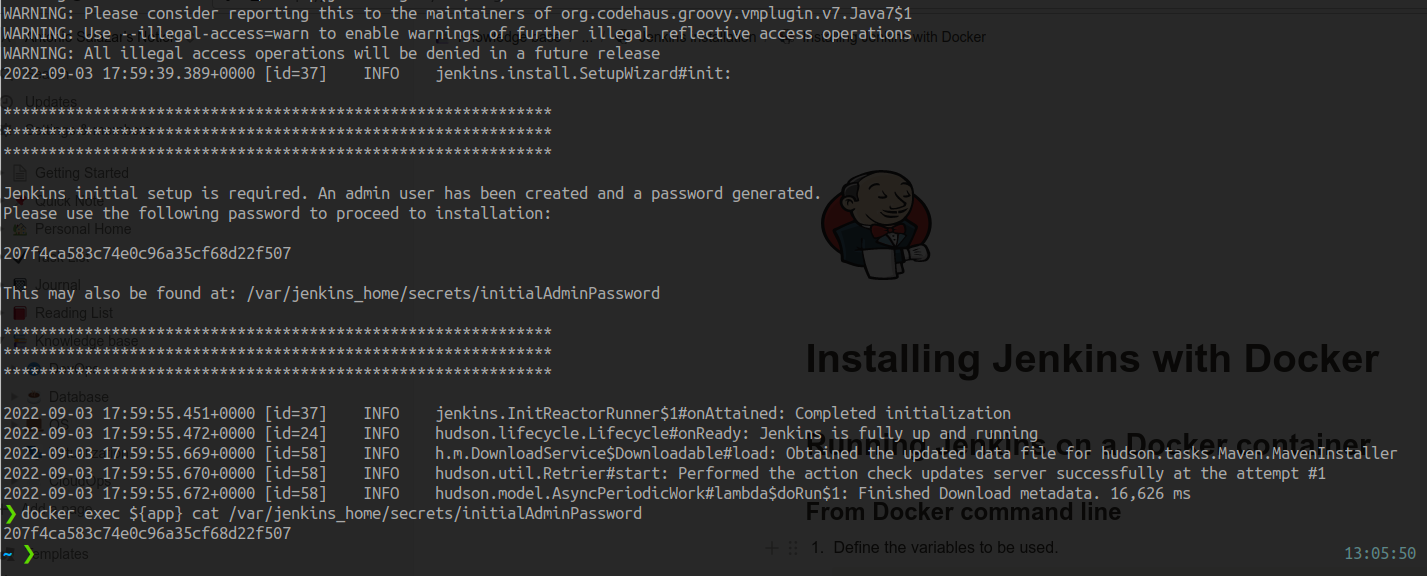 WARNING: Please consider reporting this to the maintainers of org.codehaus.groovy.vmplugin.v7.Java7$1
WARNING: Use --illegal-access=warn to enable warnings of further illegal reflective access operations
WARNING: All illegal access operations will be denied in a future release
2022-09-03 17:59:39.389+0000 [id=37] INFO jenkins.install.SetupWizard#init:
*************************************************************
*************************************************************
*************************************************************
Jenkins initial setup is required. An admin user has been created and a password generated.
Please use the following password to proceed to installation:
207f4ca583c74e0c96a35cf68d22f507
This may also be found at: /var/jenkins_home/secrets/initialAdminPassword
*************************************************************
*************************************************************
*************************************************************
2022-09-03 17:59:55.451+0000 [id=37] INFO jenkins.InitReactorRunner$1#onAttained: Completed initialization
2022-09-03 17:59:55.472+0000 [id=24] INFO hudson.lifecycle.Lifecycle#onReady: Jenkins is fully up and running
2022-09-03 17:59:55.669+0000 [id=58] INFO h.m.DownloadService$Downloadable#load: Obtained the updated data file for hudson.tasks.Maven.MavenInstaller
2022-09-03 17:59:55.670+0000 [id=58] INFO hudson.util.Retrier#start: Performed the action check updates server successfully at the attempt #1
2022-09-03 17:59:55.672+0000 [id=58] INFO hudson.model.AsyncPeriodicWork#lambda$doRun$1: Finished Download metadata. 16,626 ms
❯ docker exec ${app} cat /var/jenkins_home/secrets/initialAdminPassword
207f4ca583c74e0c96a35cf68d22f507
~ ❯ 13:05:50
Updates
Getting Started
Quick Note
Personal Home
Journal
Reading List
Knowledge base
Database
Templates
with Docker
Installing Jenkins with Docker
Running Jenkins on a Docker container
From Docker command line
1. Define the variables to be used.